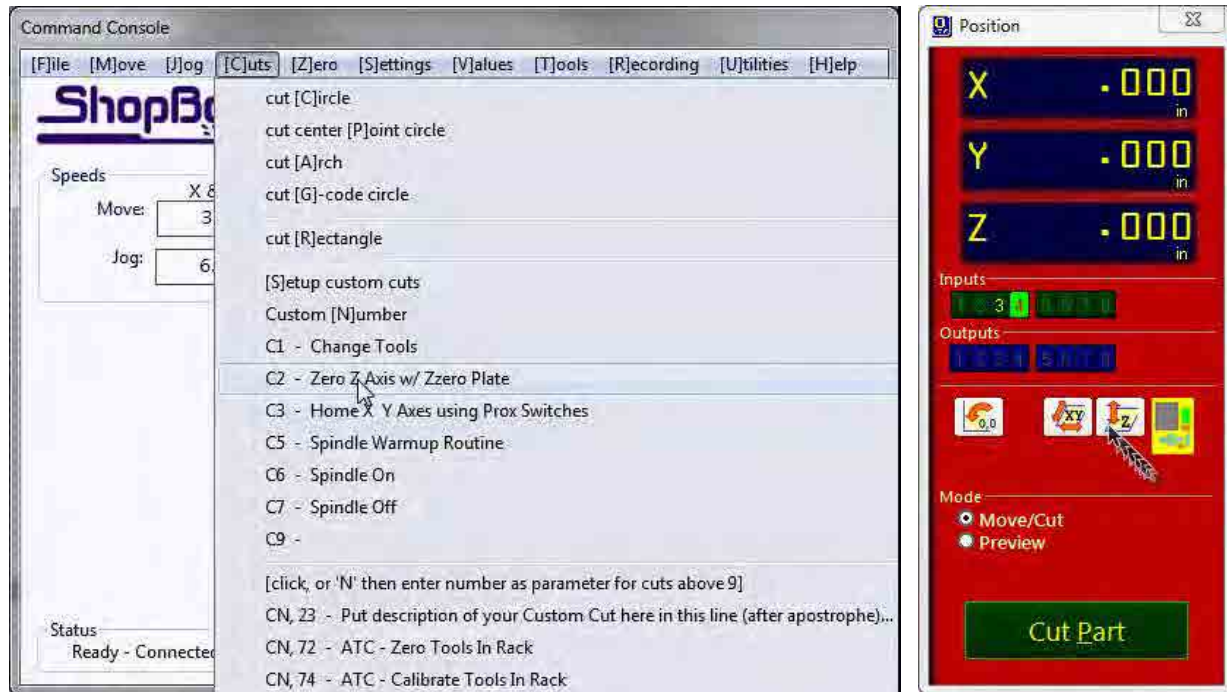 Command Console
[F]ile [M]ove [J]og [C]uts [Z]ero [S]ettings [V]alues [T]ools [R]ecording [U]tilities [H]elp
cut [C]ircle
cut center [P]oint circle
cut [A]rch
cut [G]-code circle
cut [R]ectangle
[S]etup custom cuts
Custom [N]umber
C1 - Change Tools
C2 - Zero Z Axis w/ Zzero Plate
C3 - Home X Y Axes using Prox Switches
C5 - Spindle Warmup Routine
C6 - Spindle On
C7 - Spindle Off
C9 -
[click, or 'N' then enter number as parameter for cuts above 9]
CN, 23 - Put description of your Custom Cut here in this line (after apostrophe)...
CN, 72 - ATC - Zero Tools In Rack
CN, 74 - ATC - Calibrate Tools In Rack
Speeds
X &
Move: 3
Jog: 6.
Status
Ready - Connected
Position
X .000
in
Y .000
in
Z .000
in
Inputs
3 4
Outputs
0,0 XY Z
Mode
Move/Cut
Preview
Cut Part